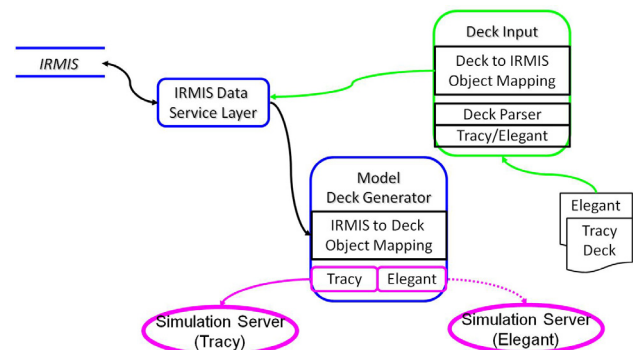 Deck Input
IRMIS
Deck to IRMIS
Object Mapping
IRMIS Data
Service Layer
Deck Parser
Tracy/Elegant
Model
Deck Generator
Elegant
Tracy
Deck
IRMIS to Deck
Object Mapping
Tracy
Elegant
Simulation Server
(Tracy)
Simulation Server
(Elegant)